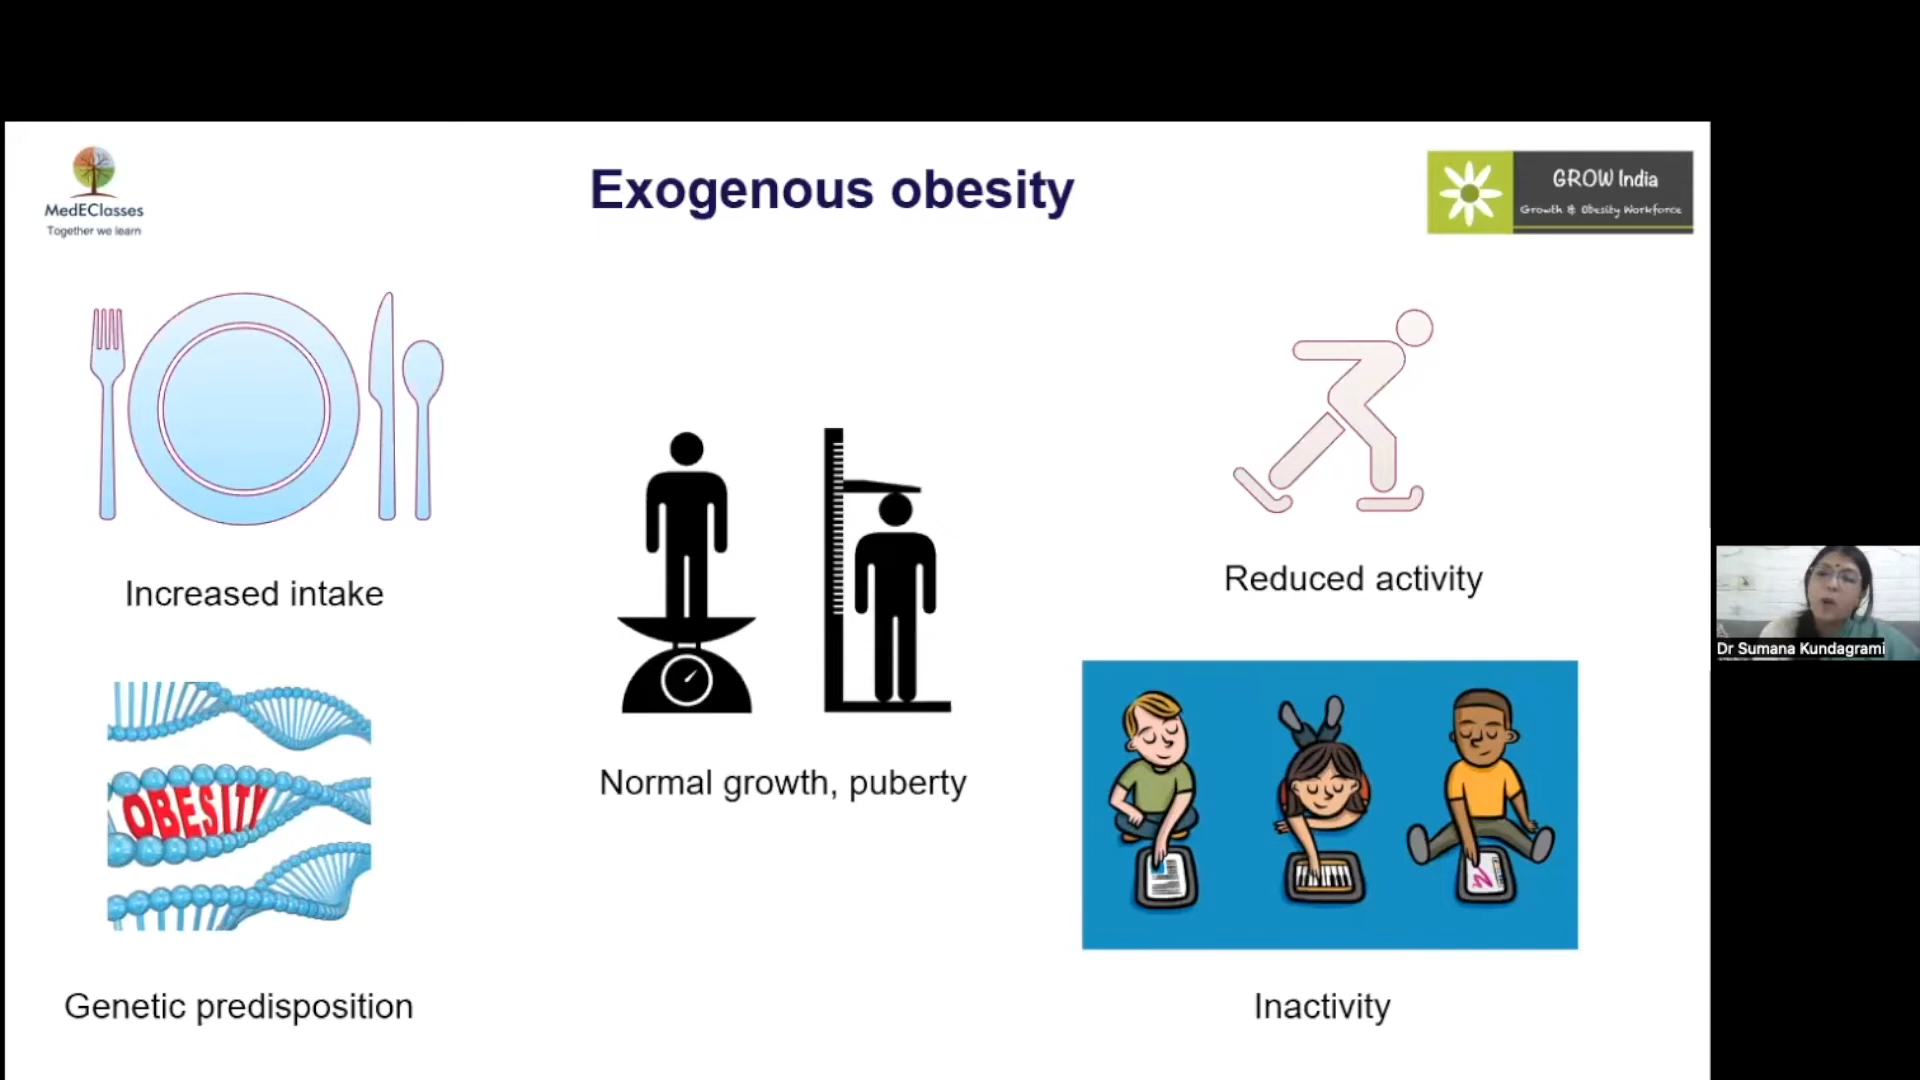 MedEClasses
Together we learn
Exogenous obesity
GROW India
Growth & Obesity Workforce
Increased intake
Reduced activity
Dr Sumana Kundagrami
Normal growth, puberty
OBESITY
Genetic predisposition
Inactivity